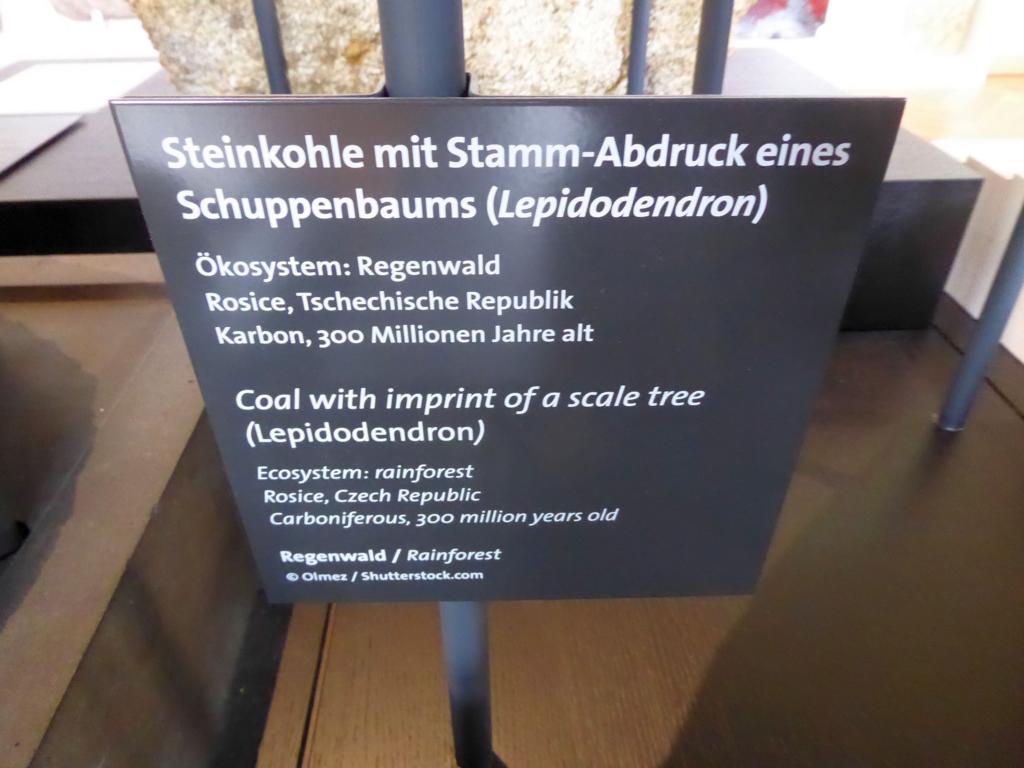 Steinkohle mit Stamm-Abdruck eines
Schuppenbaums (Lepidodendron)
Ökosystem: Regenwald
Rosice, Tschechische Republik
Karbon, 300 Millionen Jahre alt
Coal with imprint of a scale tree
(Lepidodendron)
Ecosystem: rainforest
Rosice, Czech Republic
Carboniferous, 300 million years old
Regenwald / Rainforest
© Olmez / Shutterstock.com